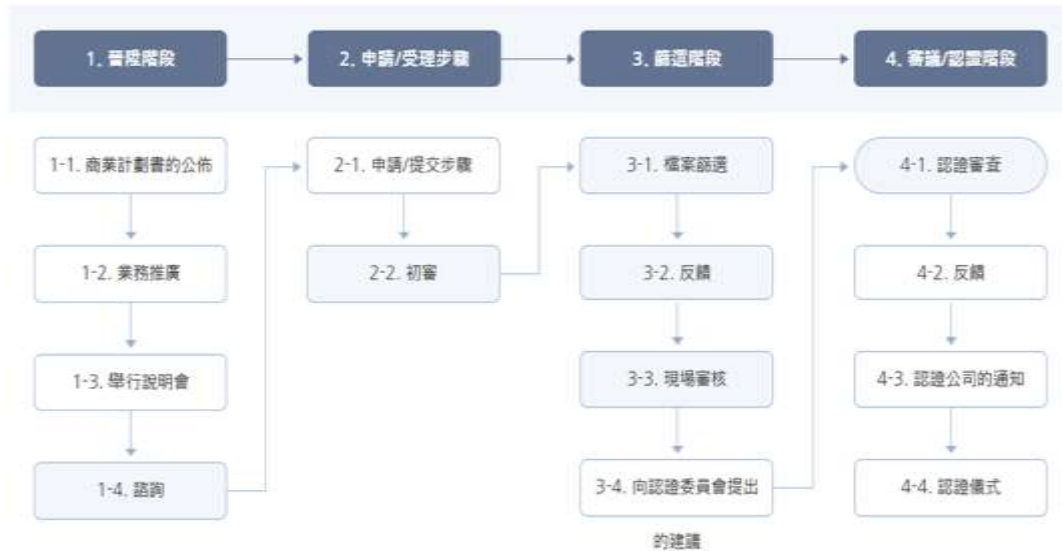 1. 晉陞階段
2. 申請/受理步驟
3. 篩選階段
4. 審議/認證階段
1-1. 商業計劃書的公佈
1-2. 業務推廣
1-3. 舉行說明會
1-4. 諮詢
2-1. 申請/提交步驟
2-2. 初審
3-1. 檔案篩選
3-2. 反饋
3-3. 現場審核
3-4. 向認證委員會提出
的建議
4-1. 認證審查
4-2. 反饋
4-3. 認證公司的通知
4-4. 認證儀式